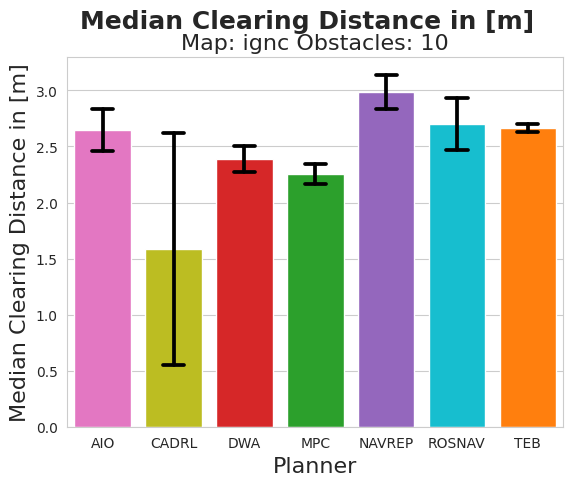 Median Clearing Distance in [m]
Map: ignc Obstacles: 10
Median Clearing Distance in [m]
3.0
2.5
2.0
1.5
1.0
0.5
0.0
AIO CADRL DWA MPC NAVREP ROSNAV TEB
Planner